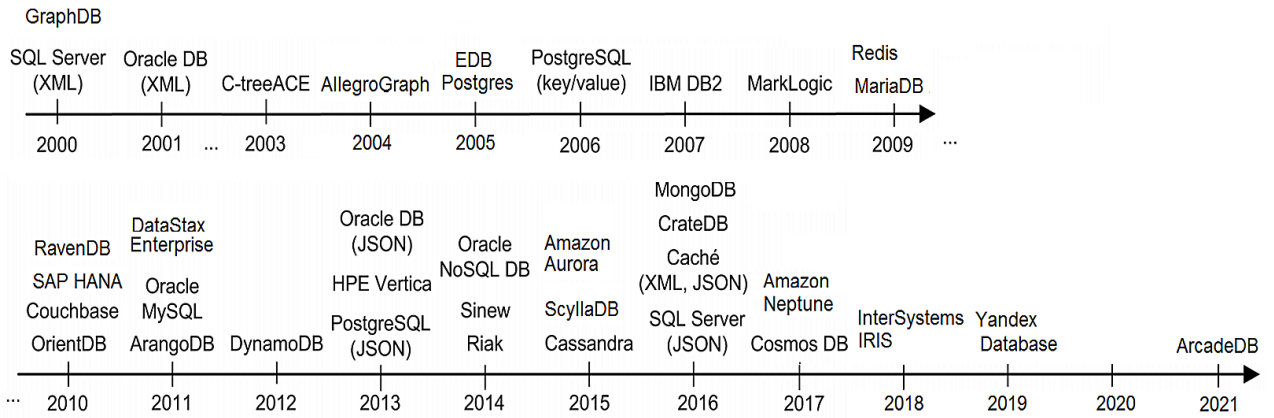 GraphDB
SQL Server
(XML)
Oracle DB
(XML)
C-treeACE
AllegroGraph
EDB
Postgres
PostgreSQL
(key/value)
IBM DB2
MarkLogic
Redis
MariaDB
2000 2001 ... 2003 2004 2005 2006 2007 2008 2009 ...
RavenDB
SAP HANA
Couchbase
OrientDB
DataStax
Enterprise
Oracle
MySQL
ArangoDB
DynamoDB
Oracle DB
(JSON)
HPE Vertica
PostgreSQL
(JSON)
Oracle
NoSQL DB
Sinew
Riak
Amazon
Aurora
ScyllaDB
Cassandra
MongoDB
CrateDB
Caché
(XML, JSON)
SQL Server
(JSON)
Amazon
Neptune
Cosmos DB
InterSystems
IRIS
Yandex
Database
ArcadeDB
... 2010 2011 2012 2013 2014 2015 2016 2017 2018 2019 2020 2021